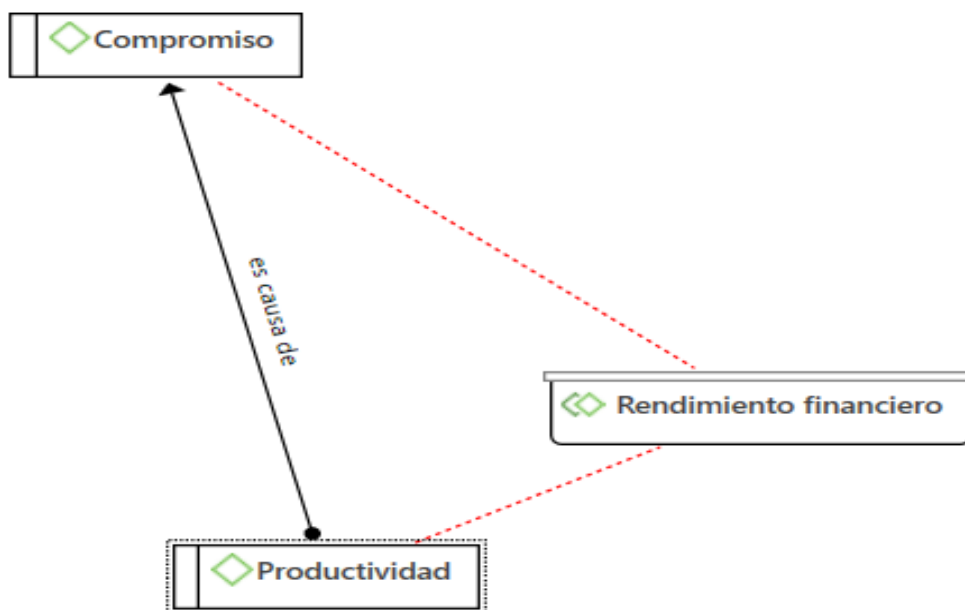 Compromiso
es causa de
Rendimiento financiero
Productividad